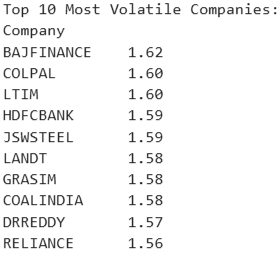 Top 10 Most Volatile Companies:
Company
BAJFINANCE 1.62
COLPAL 1.60
LTIM 1.60
HDFCBANK 1.59
JSWSTEEL 1.59
LANDT 1.58
GRASIM 1.58
COALINDIA 1.58
DRREDDY 1.57
RELIANCE 1.56